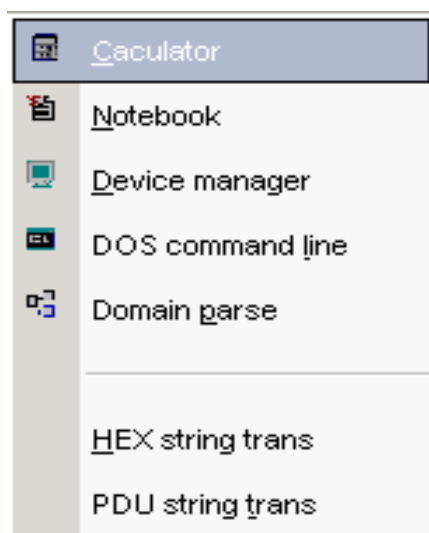 Caculator
Notebook
Device manager
DOS command line
Domain parse
HEX string trans
PDU string trans